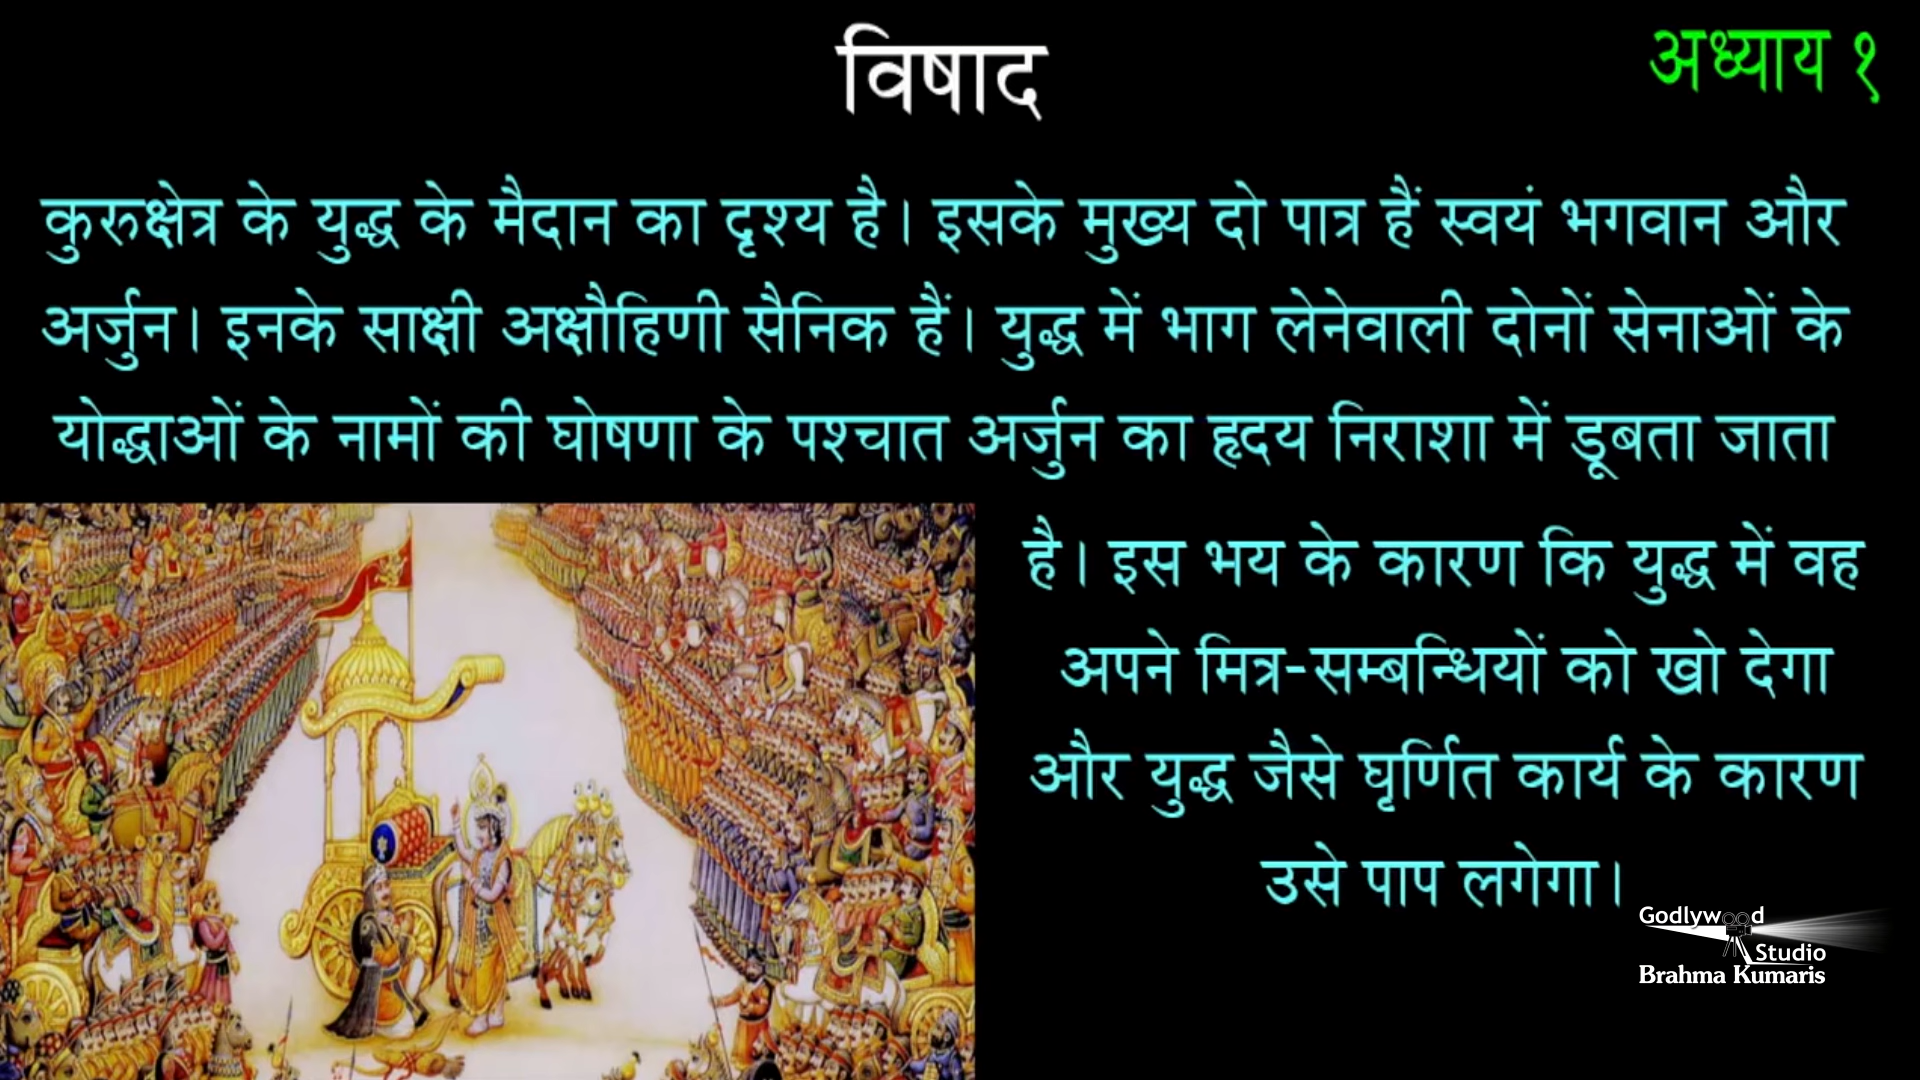 विषाद
अध्याय १
कुरुक्षेत्र के युद्ध के मैदान का दृश्य है। इसके मुख्य दो पात्र हैं स्वयं भगवान और
अर्जुन। इनके साक्षी अक्षौहिणी सैनिक हैं। युद्ध में भाग लेनेवाली दोनों सेनाओं के
योद्धाओं के नामों की घोषणा के पश्चात अर्जुन का हृदय निराशा में डूबता जाता
है। इस भय के कारण कि युद्ध में वह
अपने मित्र-सम्बन्धियों को खो देगा
और युद्ध जैसे घृर्णित कार्य के कारण
उसे पाप लगेगा।
Godlywood
Studio
Brahma Kumaris